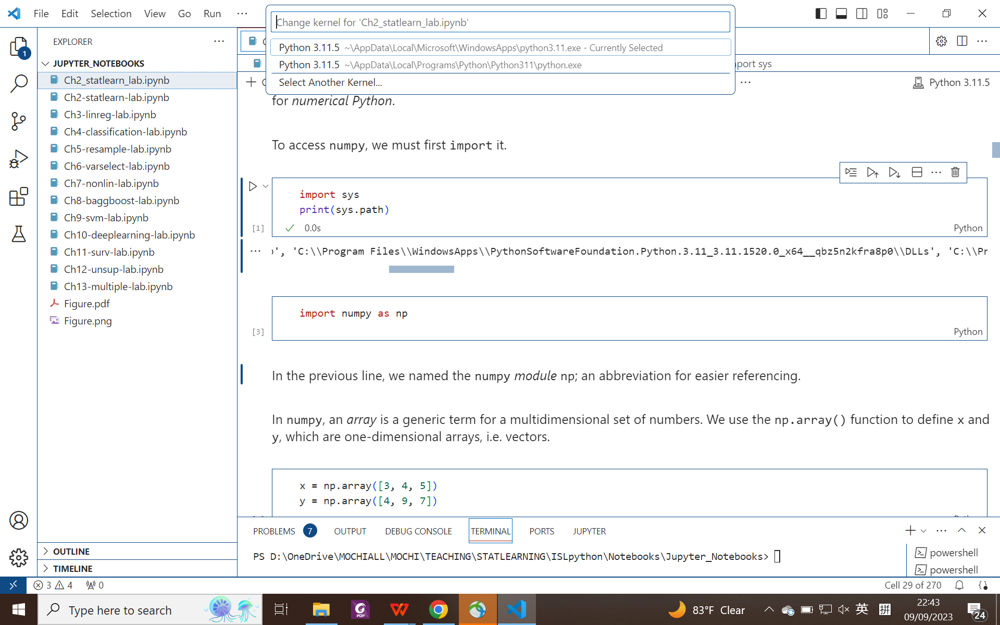 File Edit Selection View Go Run ···
Change kernel for 'Ch2_statlearn_lab.ipynb'
Python 3.11.5 ~\AppData\Local\Microsoft\WindowsApps\python3.11.exe - Currently Selected
Python 3.11.5 ~\AppData\Local\Programs\Python\Python311\python.exe
Select Another Kernel...
port sys
Python 3.11.5
EXPLORER
JUPYTER_NOTEBOOKS
Ch2_statlearn_lab.ipynb
Ch2-statlearn-lab.ipynb
Ch3-linreg-lab.ipynb
Ch4-classification-lab.ipynb
Ch5-resample-lab.ipynb
Ch6-varselect-lab.ipynb
Ch7-nonlin-lab.ipynb
Ch8-baggboost-lab.ipynb
Ch9-svm-lab.ipynb
Ch10-deeplearning-lab.ipynb
Ch11-surv-lab.ipynb
Ch12-unsup-lab.ipynb
Ch13-multiple-lab.ipynb
Figure.pdf
Figure.png
OUTLINE
TIMELINE
1
for numerical Python.
To access numpy, we must first import it.
import sys
print(sys.path)
[1] 0.0s Python
', 'C:\\Program Files\\WindowsApps\\PythonSoftwareFoundation.Python.3.11_3.11.1520.0_x64__qbz5n2kfra8p0\\DLLs', 'C:\\Pr
import numpy as np
[3] Python
In the previous line, we named the numpy module np; an abbreviation for easier referencing.
In numpy, an array is a generic term for a multidimensional set of numbers. We use the np.array() function to define x and
y, which are one-dimensional arrays, i.e. vectors.
x = np.array([3, 4, 5])
y = np.array([4, 9, 7])
PROBLEMS 7 OUTPUT DEBUG CONSOLE TERMINAL PORTS JUPYTER
PS D:\OneDrive\MOCHIALL\MOCHI\TEACHING\STATLEARNING\ISLpython\Notebooks\Jupyter_Notebooks>
powershell
powershell
3 4 0
Cell 29 of 270
Type here to search
PDF
83°F Clear
英
拼
22:43
09/09/2023
24